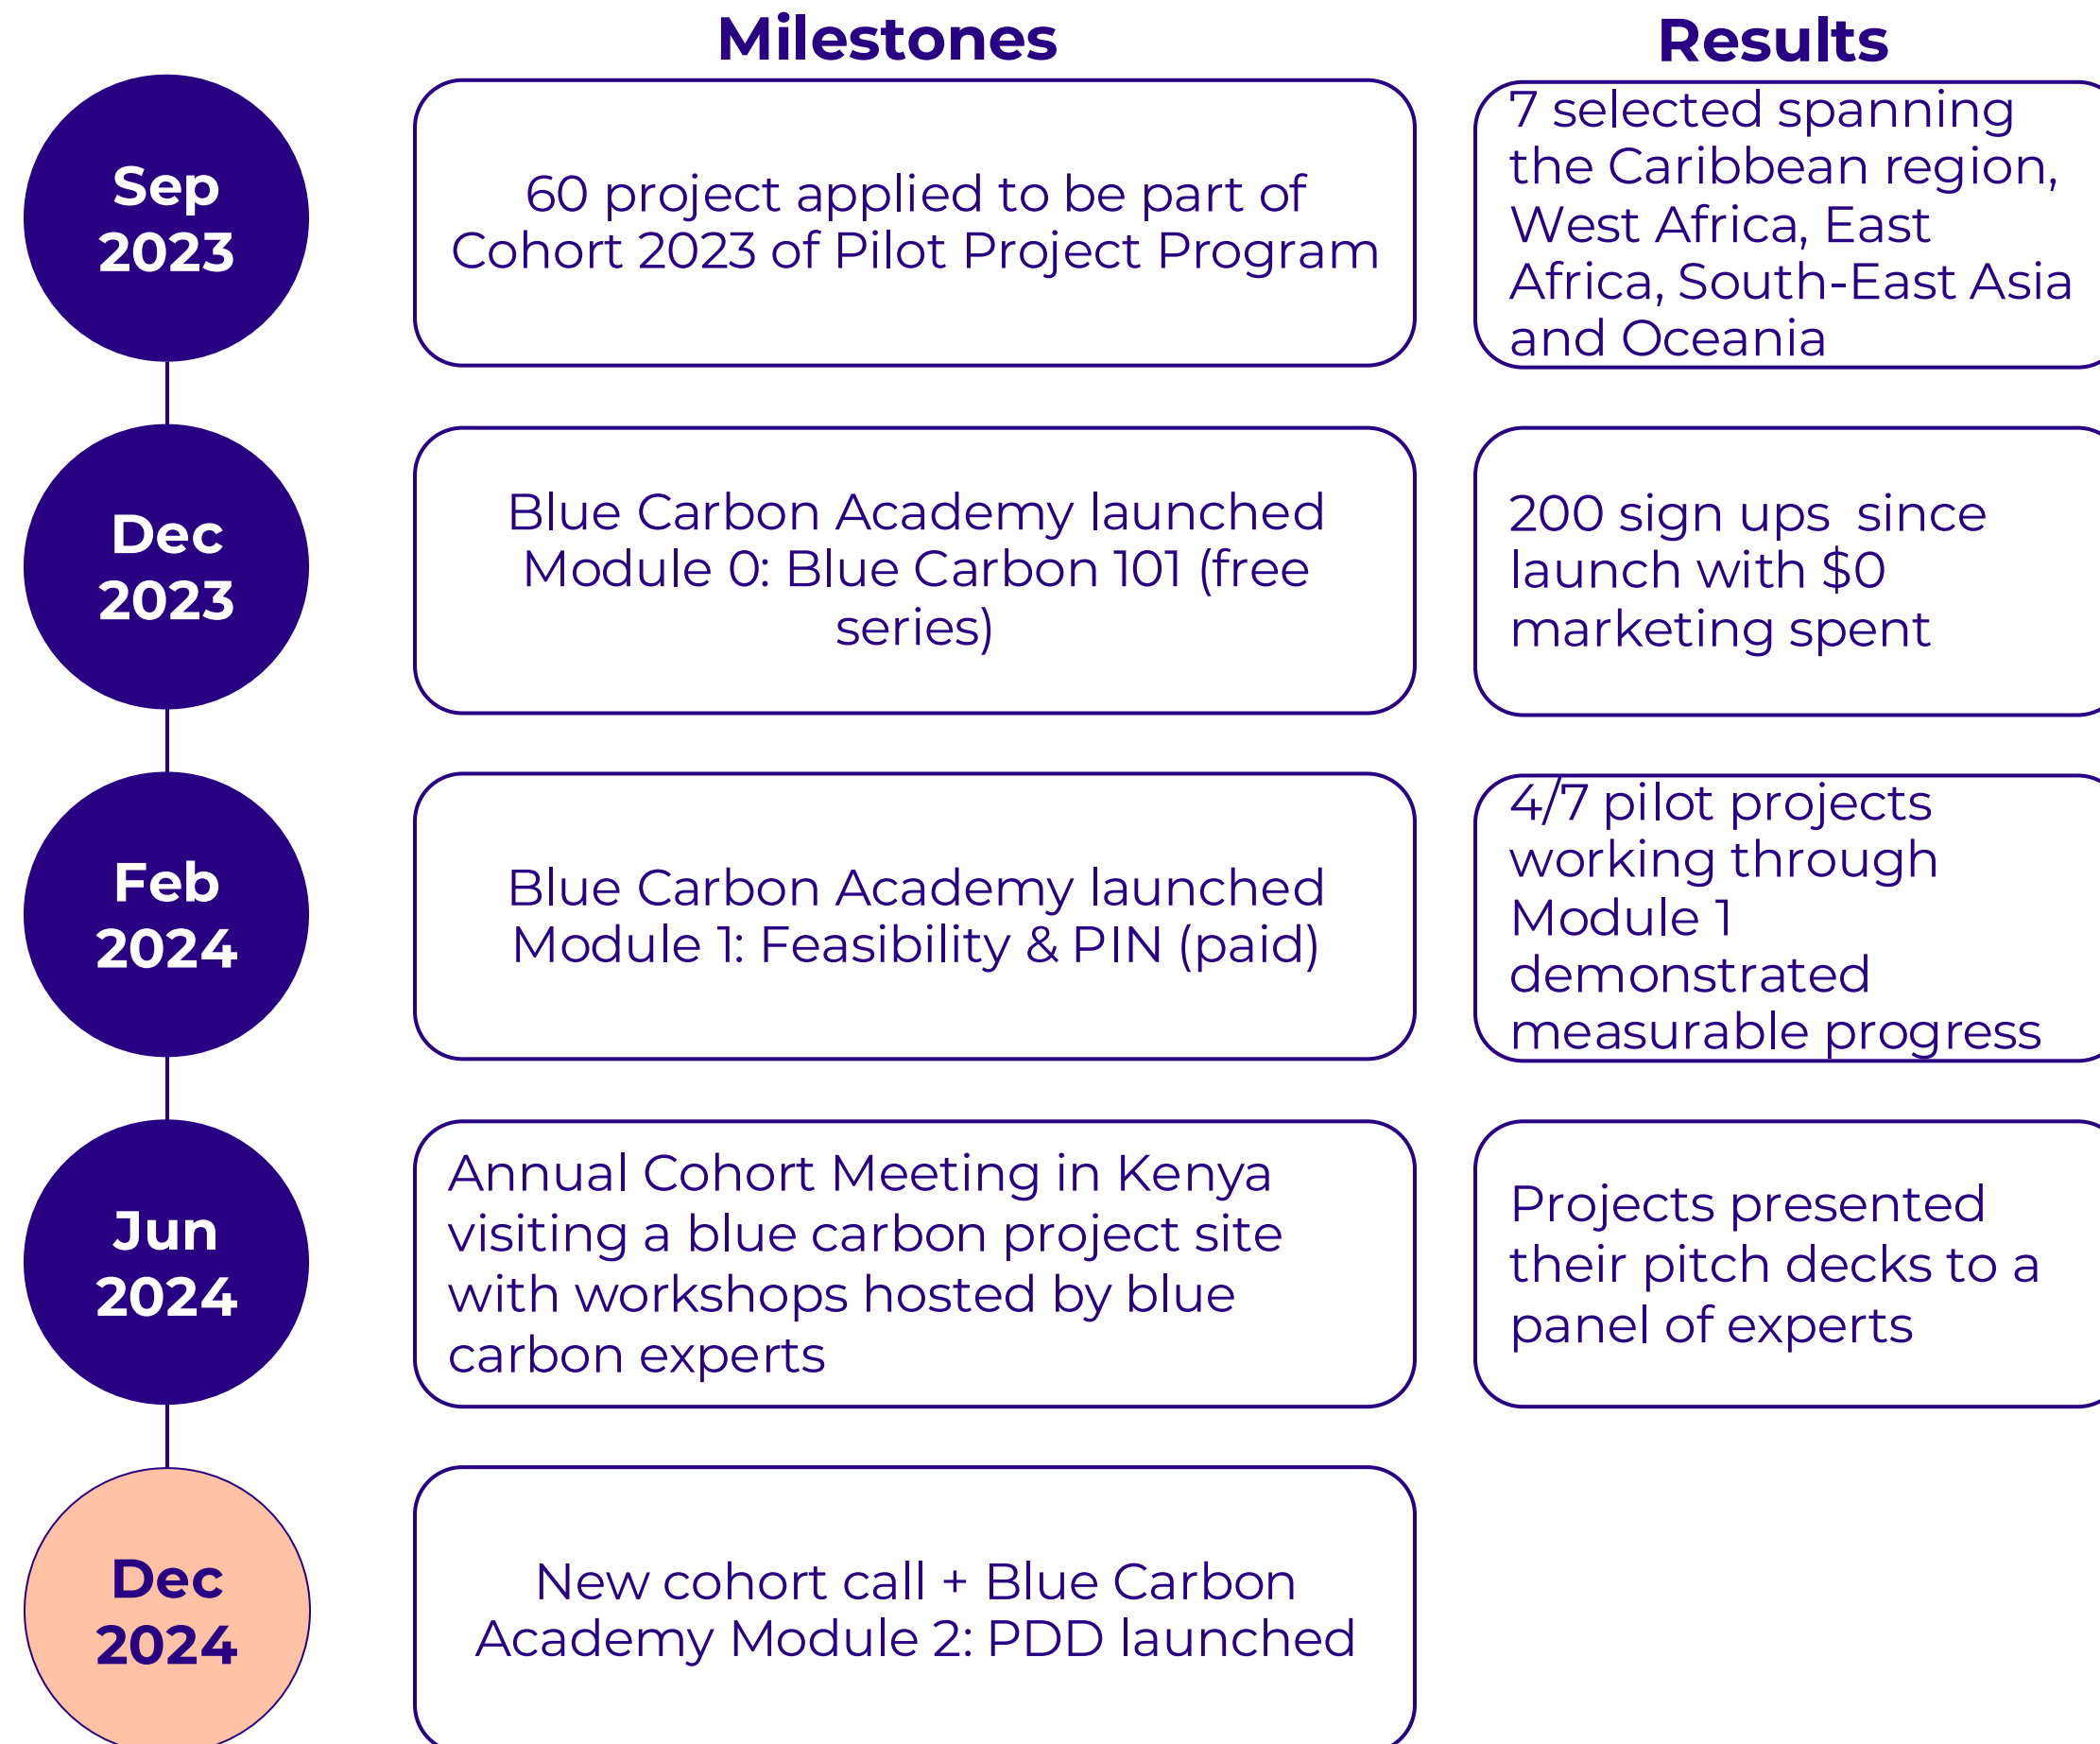 Milestones
Results
Sep
2023
60 project applied to be part of
Cohort 2023 of Pilot Project Program
7 selected spanning
the Caribbean region,
West Africa, East
Africa, South-East Asia
and Oceania
Dec
2023
Blue Carbon Academy launched
Module 0: Blue Carbon 101 (free
series)
200 sign ups  since
launch with $0
marketing spent
Feb
2024
Blue Carbon Academy launched
Module 1: Feasibility & PIN (paid)
4/7 pilot projects
working through
Module 1
demonstrated
measurable progress
Jun
2024
Annual Cohort Meeting in Kenya
visiting a blue carbon project site
with workshops hosted by blue
carbon experts
Projects presented
their pitch decks to a
panel of experts
Dec
2024
New cohort call + Blue Carbon
Academy Module 2: PDD launched